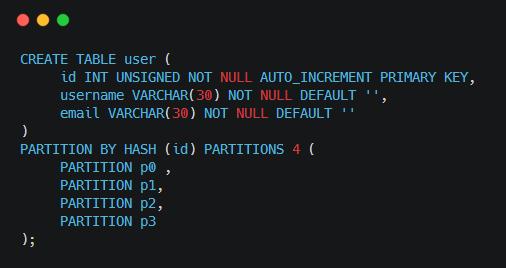 CREATE TABLE user (
     id INT UNSIGNED NOT NULL AUTO_INCREMENT PRIMARY KEY,
     username VARCHAR(30) NOT NULL DEFAULT '',
     email VARCHAR(30) NOT NULL DEFAULT ''
)
PARTITION BY HASH (id) PARTITIONS 4 (
     PARTITION p0 ,
     PARTITION p1,
     PARTITION p2,
     PARTITION p3
);